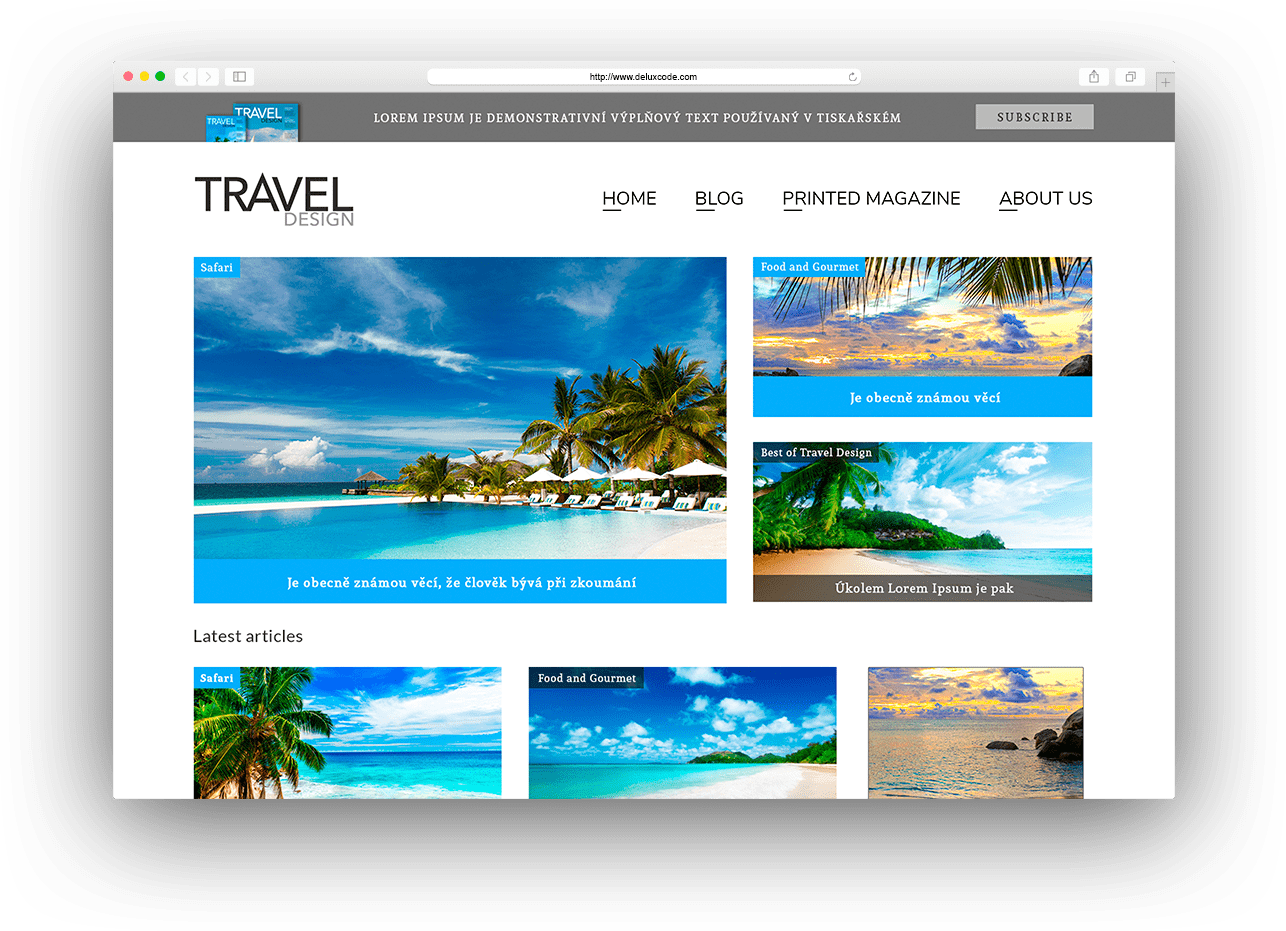 http://www.deluxcode.com
TRAVEL
DESIGN
TRAVEL
LOREM IPSUM JE DEMONSTRATIVNÍ VÝPLŇOVÝ TEXT POUŽÍVANÝ V TISKAŘSKÉM
SUBSCRIBE
TRAVEL
DESIGN
HOME BLOG PRINTED MAGAZINE ABOUT US
Safari
Je obecně známou věcí, že člověk bývá při zkoumání
Food and Gourmet
Je obecně známou věcí
Best of Travel Design
Úkolem Lorem Ipsum je pak
Latest articles
Safari
Food and Gourmet